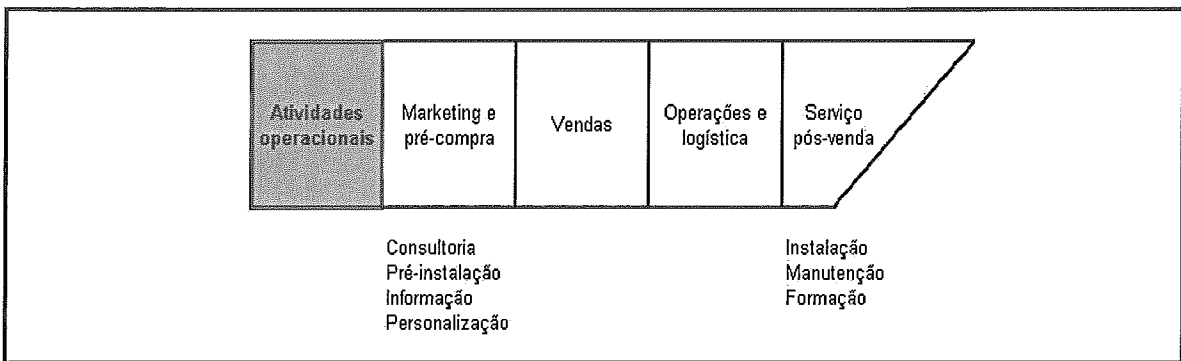 Atividades
operacionais
Marketing e
pré-compra
Vendas
Operações e
logística
Serviço
pós-venda
Consultoria
Pré-instalação
Informação
Personalização
Instalação
Manutenção
Formação